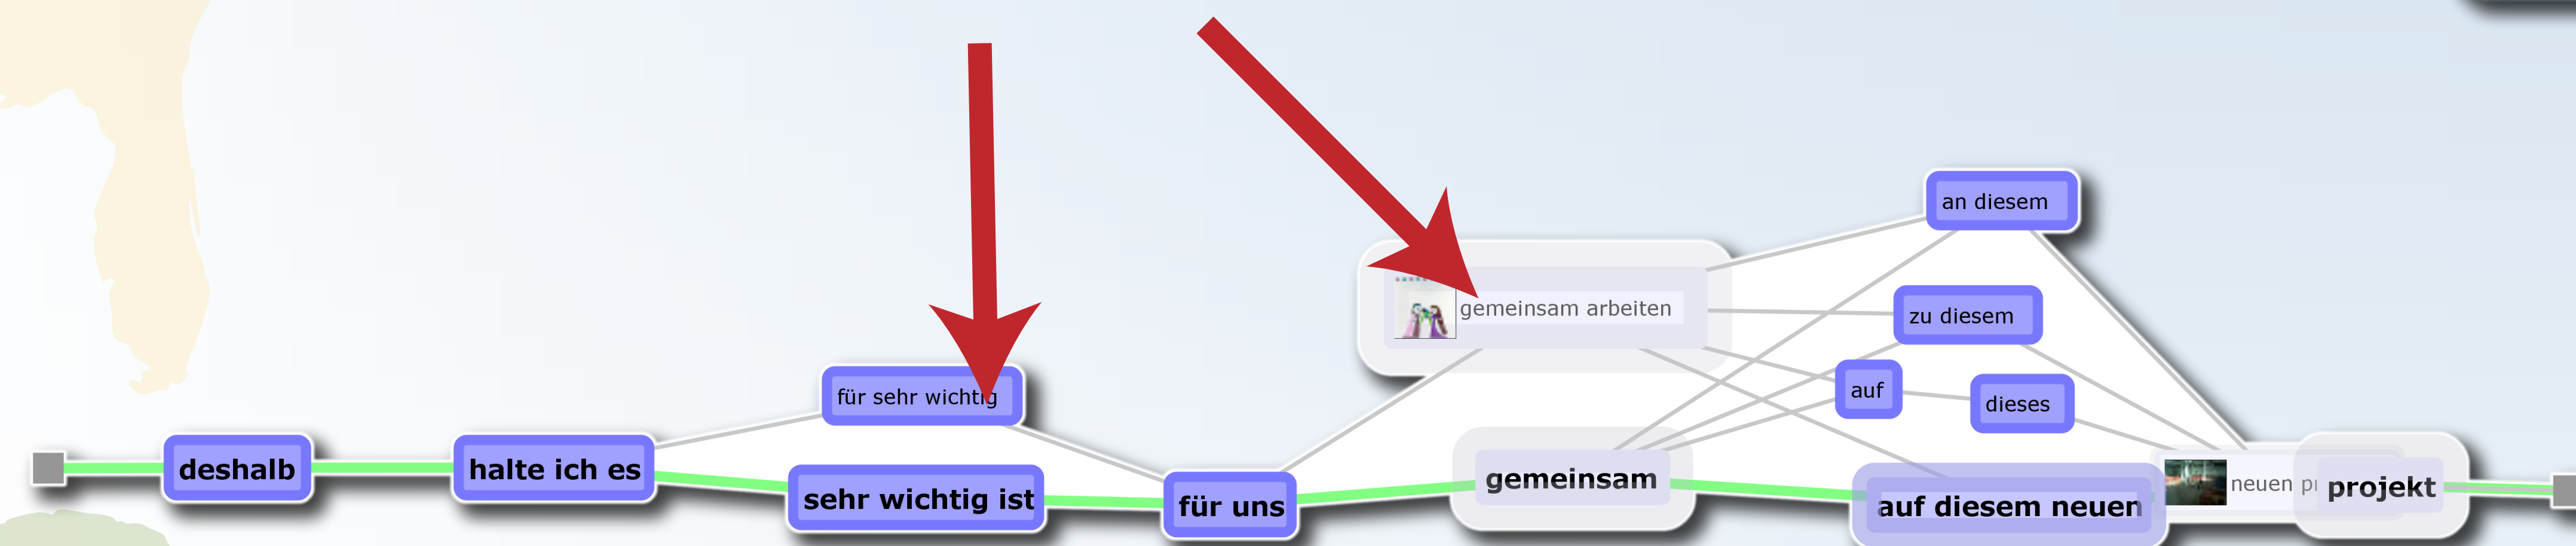 deshalb
halte ich es
für sehr wichtig
sehr wichtig ist
für uns
gemeinsam arbeiten
gemeinsam
an diesem
zu diesem
auf
dieses
auf diesem neuen
neuen
projekt